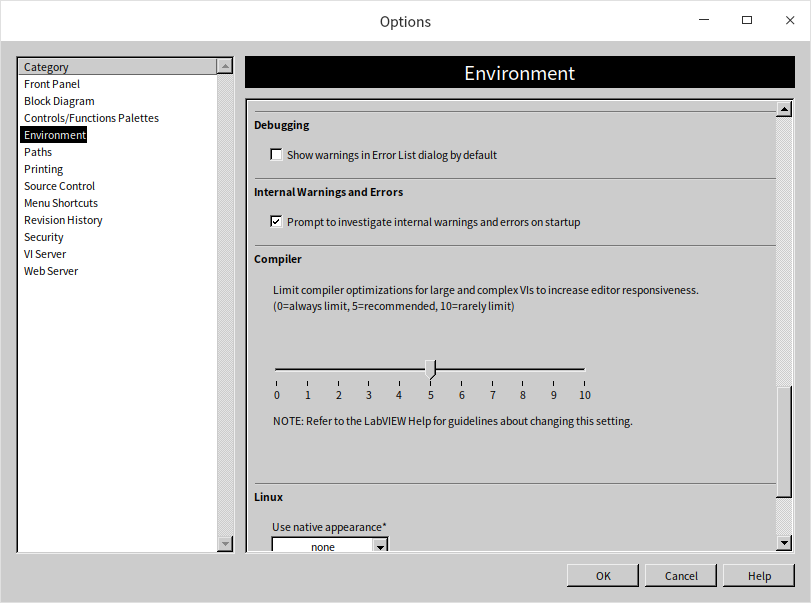 Options
Category
Front Panel
Block Diagram
Controls/Functions Palettes
Environment
Paths
Printing
Source Control
Menu Shortcuts
Revision History
Security
VI Server
Web Server
Environment
Debugging
Show warnings in Error List dialog by default
Internal Warnings and Errors
Prompt to investigate internal warnings and errors on startup
Compiler
Limit compiler optimizations for large and complex VIs to increase editor responsiveness.
(0=always limit, 5=recommended, 10=rarely limit)
0 1 2 3 4 5 6 7 8 9 10
NOTE: Refer to the LabVIEW Help for guidelines about changing this setting.
Linux
Use native appearance*
none
OK Cancel Help